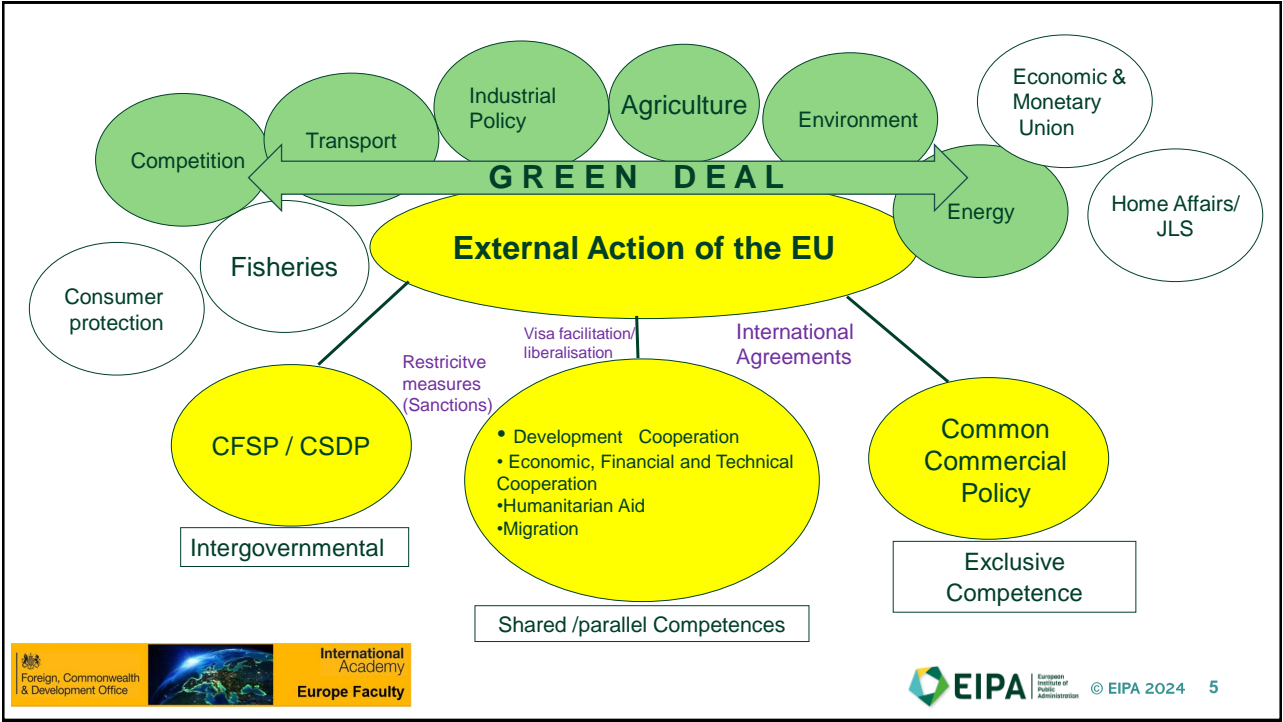 Competition
Transport
Industrial
Policy
Agriculture
Environment
Economic &
Monetary
Union
GREEN DEAL
Energy
Home Affairs/
JLS
External Action of the EU
Fisheries
Consumer
protection
Restricitve
measures
(Sanctions)
Visa facilitation/
liberalisation
International
Agreements
CFSP / CSDP
Intergovernmental
• Development Cooperation
• Economic, Financial and Technical
Cooperation
•Humanitarian Aid
•Migration
Shared /parallel Competences
Common
Commercial
Policy
Exclusive
Competence
Foreign, Commonwealth
& Development Office
International
Academy
Europe Faculty
EIPA
European
Institute of
Public
Administration
© EIPA 2024 5